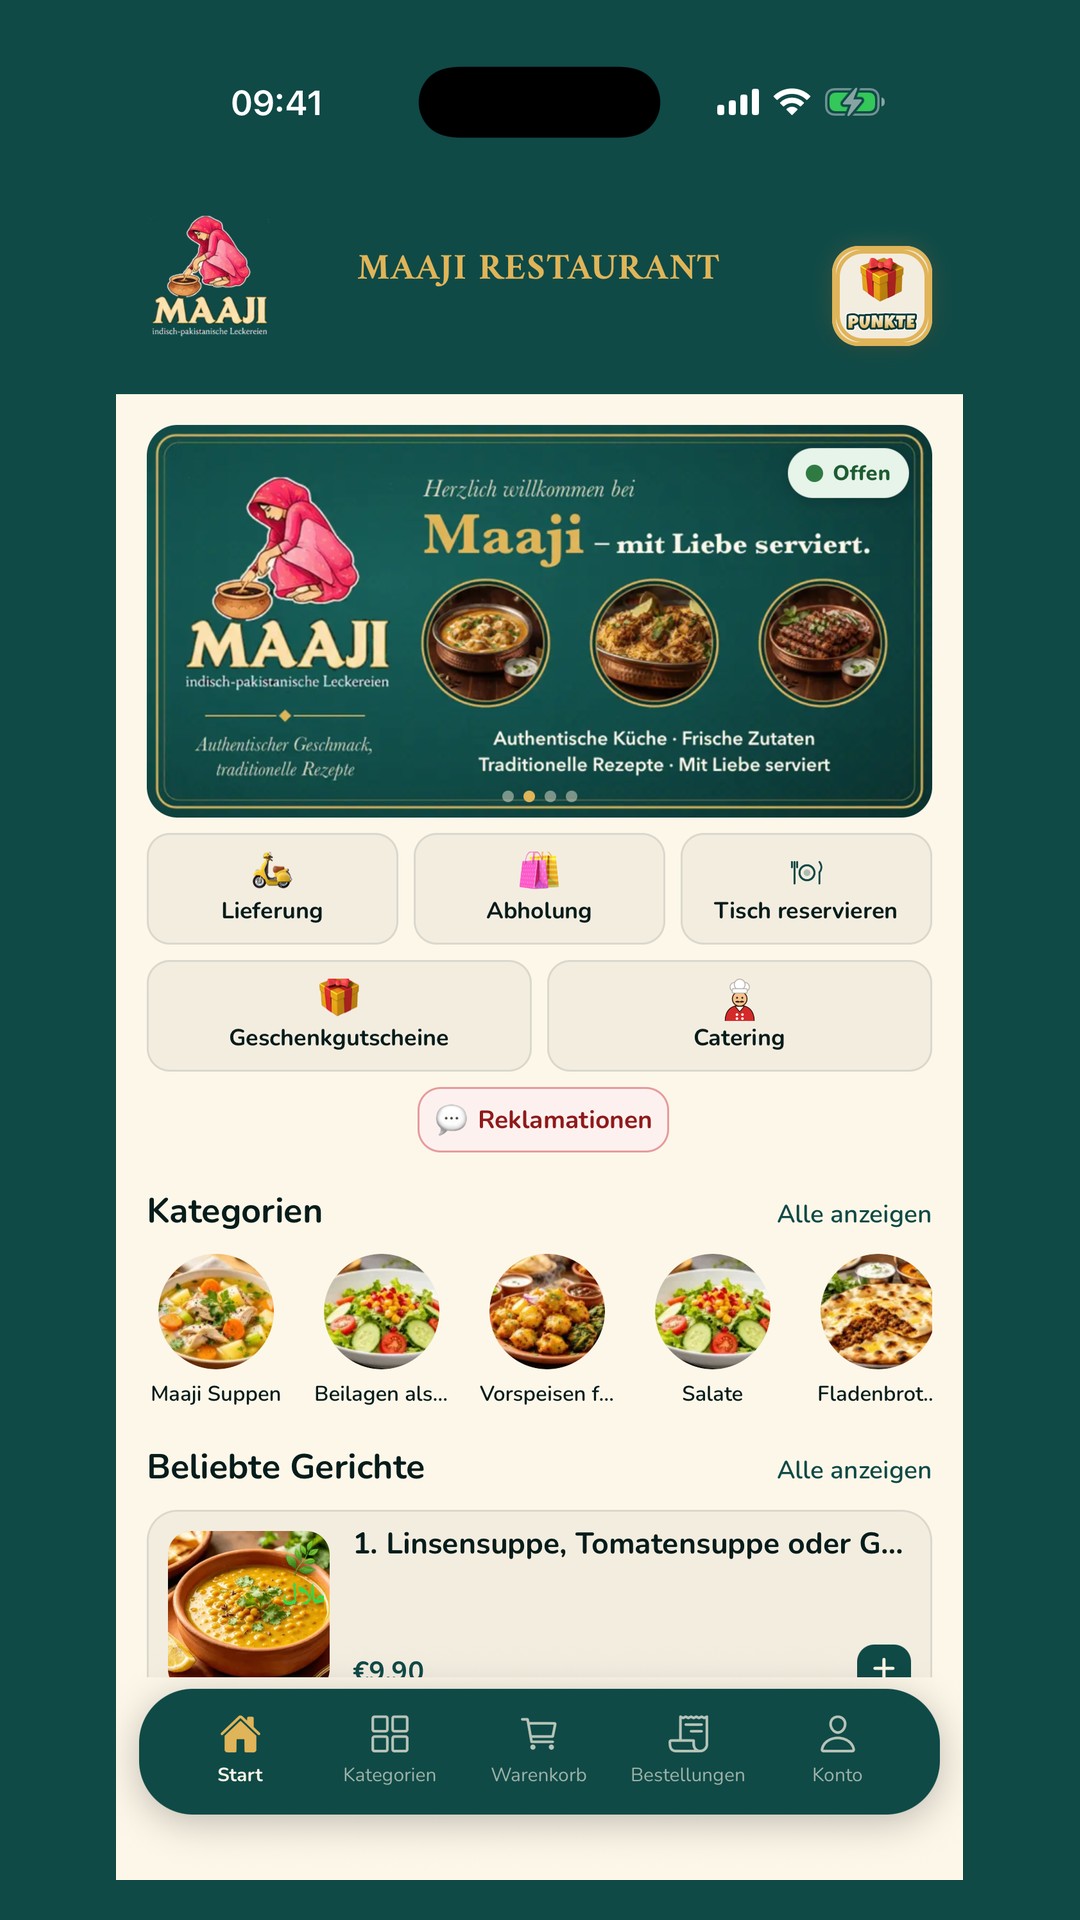 09:41
MAAJI
indisch-pakistanische Leckereien
MAAJI RESTAURANT
PUNKTE
Offen
Herzlich willkommen bei
Maaji – mit Liebe serviert.
MAAJI
indisch-pakistanische Leckereien
Authentischer Geschmack,
traditionelle Rezepte
Authentische Küche · Frische Zutaten
Traditionelle Rezepte · Mit Liebe serviert
Lieferung
Abholung
Tisch reservieren
Geschenkgutscheine
Catering
Reklamationen
Kategorien
Alle anzeigen
Maaji Suppen
Beilagen als...
Vorspeisen f...
Salate
Fladenbrot..
Beliebte Gerichte
Alle anzeigen
1. Linsensuppe, Tomatensuppe oder G...
حلال
€9.90
Start
Kategorien
Warenkorb
Bestellungen
Konto